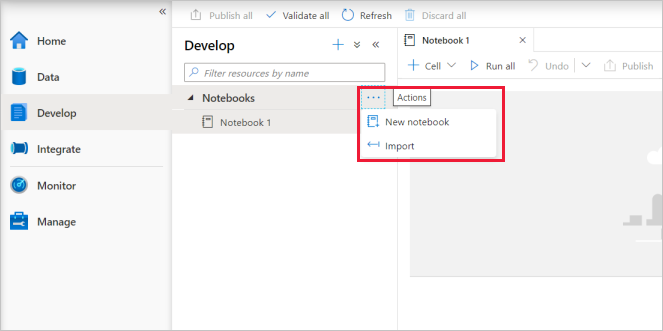 Publish all Validate all Refresh Discard all
Home
Data
Develop
Integrate
Monitor
Manage
Develop
Filter resources by name
Notebooks
Notebook 1
Actions
New notebook
Import
Notebook 1
Cell Run all Undo Publish